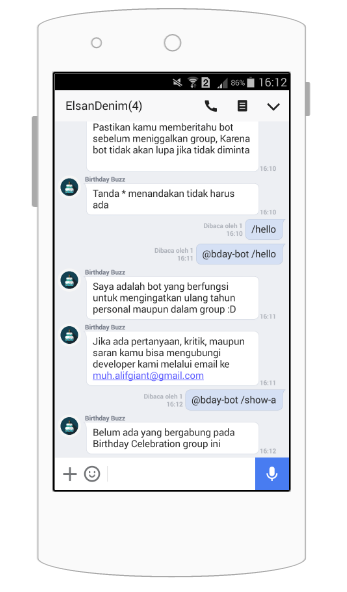 86% 16:12
ElsanDenim(4)
Pastikan kamu memberitahu bot
sebelum meniggalkan group, Karena
bot tidak akan lupa jika tidak diminta
16:10
Birthday Buzz
Tanda * menandakan tidak harus
ada
16:10
Dibaca oleh 1
16:10
/hello
Dibaca oleh 1
16:11
@bday-bot /hello
Birthday Buzz
Saya adalah bot yang berfungsi
untuk mengingatkan ulang tahun
personal maupun dalam group :D
16:11
Birthday Buzz
Jika ada pertanyaan, kritik, maupun
saran kamu bisa mengubungi
developer kami melalui email ke
muh.alifgiant@gmail.com
16:11
Dibaca oleh 1
16:12
@bday-bot /show-a
Birthday Buzz
Belum ada yang bergabung pada
Birthday Celebration group ini
16:12